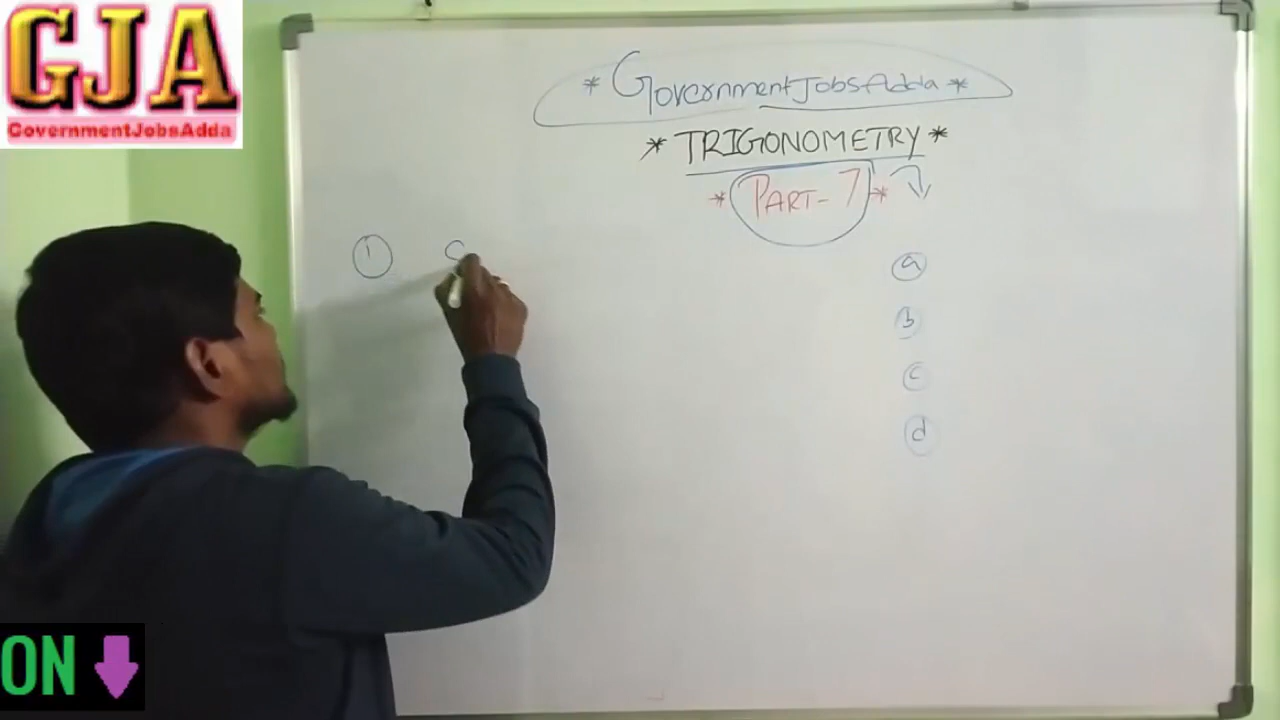 GJA
GovernmentJobsAdda
* GovernmentJobsAdda *
* TRIGONOMETRY *
* PART-7 *
1
a
b
c
d
ON